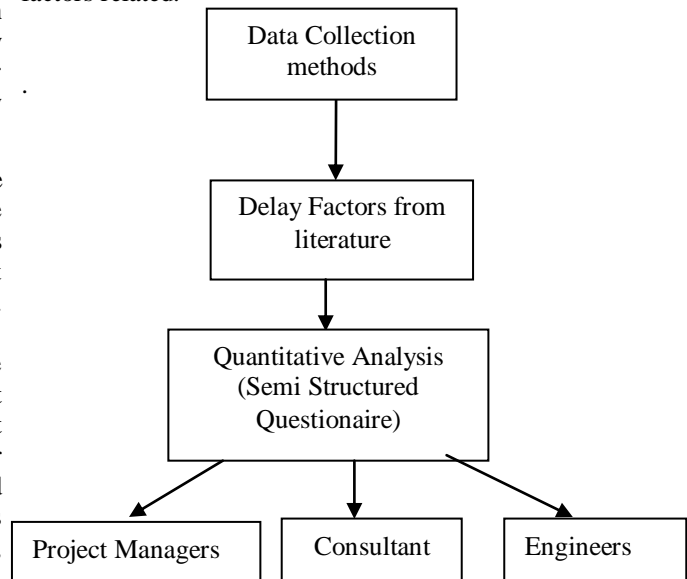 factors related.
Data Collection
methods
.
Delay Factors from
literature
Quantitative Analysis
(Semi Structured
Questionaire)
Project Managers
Consultant
Engineers